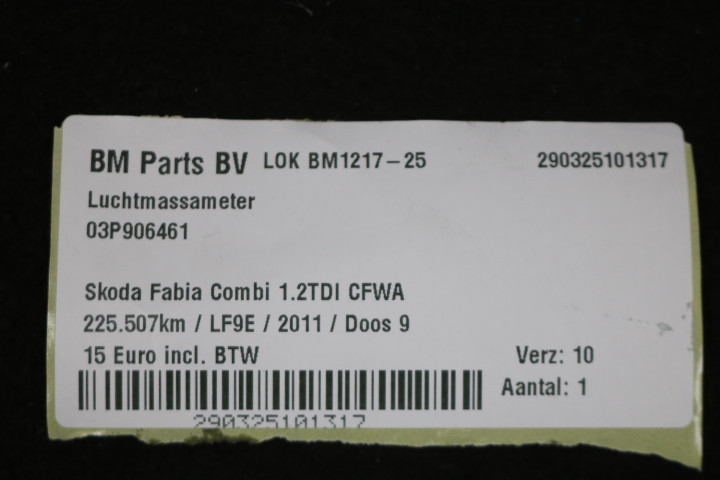 BM Parts BV LOK BM1217-25 290325101317
Luchtmassameter
03P906461
Skoda Fabia Combi 1.2TDI CFWA
225.507km / LF9E / 2011 / Doos 9
15 Euro incl. BTW Verz: 10
Aantal: 1
290325101317